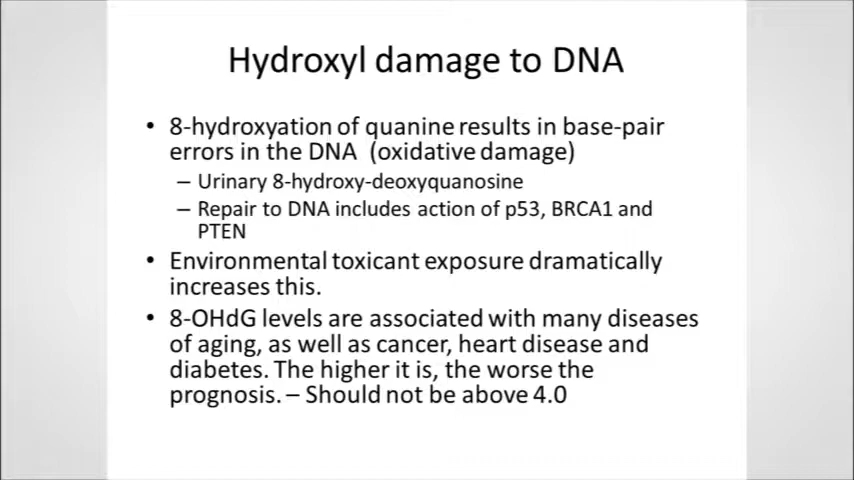 Hydroxyl damage to DNA
• 8-hydroxyation of quanine results in base-pair
errors in the DNA (oxidative damage)
– Urinary 8-hydroxy-deoxyquanosine
– Repair to DNA includes action of p53, BRCA1 and
PTEN
• Environmental toxicant exposure dramatically
increases this.
• 8-OHdG levels are associated with many diseases
of aging, as well as cancer, heart disease and
diabetes. The higher it is, the worse the
prognosis. – Should not be above 4.0